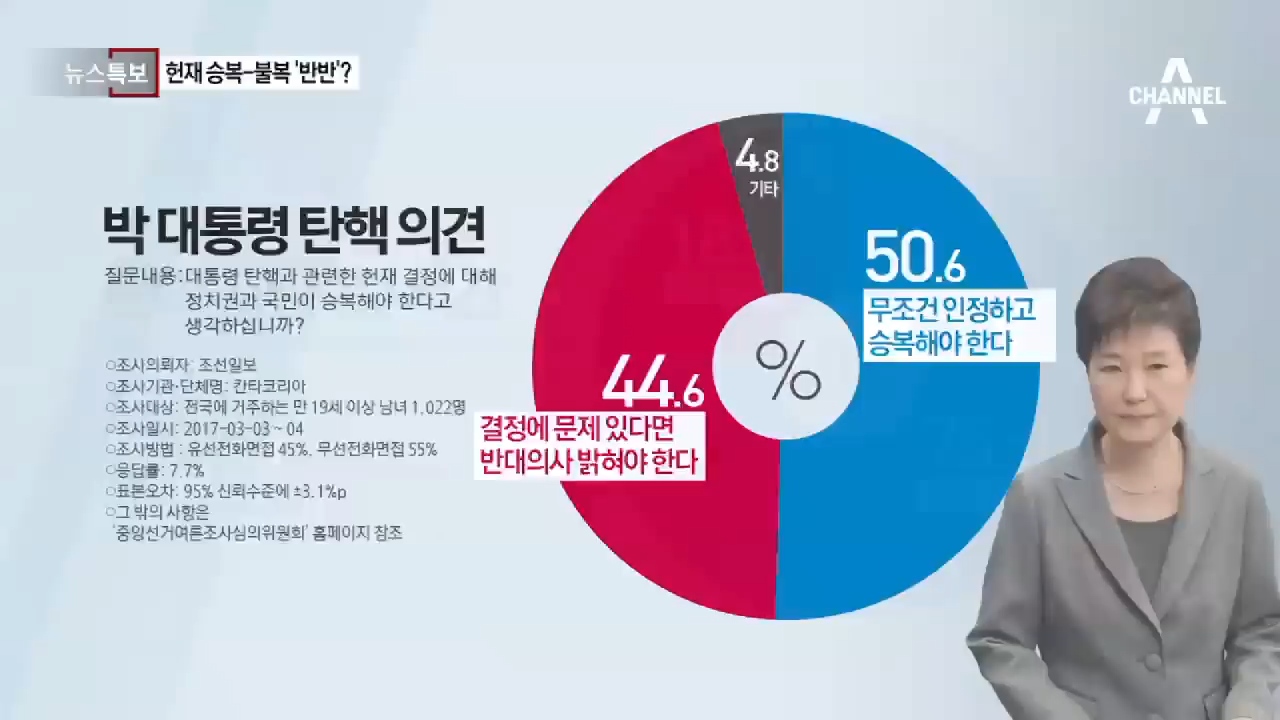 뉴스특보 헌재 승복-불복 '반반'?
CHANNEL A
박 대통령 탄핵 의견
질문내용:대통령 탄핵과 관련한 헌재 결정에 대해
정치권과 국민이 승복해야 한다고
생각하십니까?
○조사의뢰자: 조선일보
○조사기관·단체명: 칸타코리아
○조사대상: 전국에 거주하는 만 19세 이상 남녀 1,022명
○조사일시: 2017-03-03 ~ 04
○조사방법 : 유선전화면접 45%, 무선전화면접 55%
○응답률: 7.7%
○표본오차: 95% 신뢰수준에 ±3.1%p
○그 밖의 사항은
'중앙선거여론조사심의위원회' 홈페이지 참조
4.8
기타
50.6
무조건 인정하고
승복해야 한다
%
44.6
결정에 문제 있다면
반대의사 밝혀야 한다